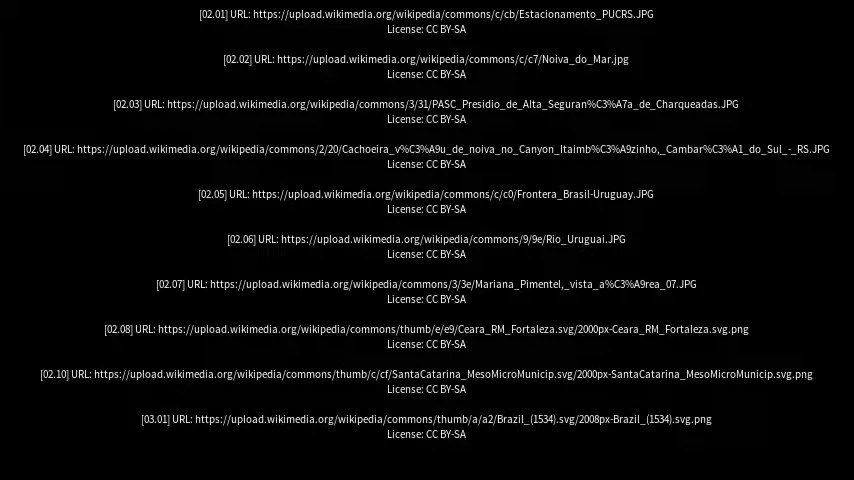 [02.01] URL: https://upload.wikimedia.org/wikipedia/commons/c/cb/Estacionamento_PUCRS.JPG
License: CC BY-SA
[02.02] URL: https://upload.wikimedia.org/wikipedia/commons/c/c7/Noiva_do_Mar.jpg
License: CC BY-SA
[02.03] URL: https://upload.wikimedia.org/wikipedia/commons/3/31/PASC_Presidio_de_Alta_Seguran%C3%A7a_de_Charqueadas.JPG
License: CC BY-SA
[02.04] URL: https://upload.wikimedia.org/wikipedia/commons/2/20/Cachoeira_v%C3%A9u_de_noiva_no_Canyon_Itaimb%C3%A9zinho,_Cambar%C3%A1_do_Sul_-_RS.JPG
License: CC BY-SA
[02.05] URL: https://upload.wikimedia.org/wikipedia/commons/c/c0/Frontera_Brasil-Uruguay.JPG
License: CC BY-SA
[02.06] URL: https://upload.wikimedia.org/wikipedia/commons/9/9e/Rio_Uruguai.JPG
License: CC BY-SA
[02.07] URL: https://upload.wikimedia.org/wikipedia/commons/3/3e/Mariana_Pimentel,_vista_a%C3%A9rea_07.JPG
License: CC BY-SA
[02.08] URL: https://upload.wikimedia.org/wikipedia/commons/thumb/e/e9/Ceara_RM_Fortaleza.svg/2000px-Ceara_RM_Fortaleza.svg.png
License: CC BY-SA
[02.10] URL: https://upload.wikimedia.org/wikipedia/commons/thumb/c/cf/SantaCatarina_MesoMicroMunicip.svg/2000px-SantaCatarina_MesoMicroMunicip.svg.png
License: CC BY-SA
[03.01] URL: https://upload.wikimedia.org/wikipedia/commons/thumb/a/a2/Brazil_(1534).svg/2008px-Brazil_(1534).svg.png
License: CC BY-SA